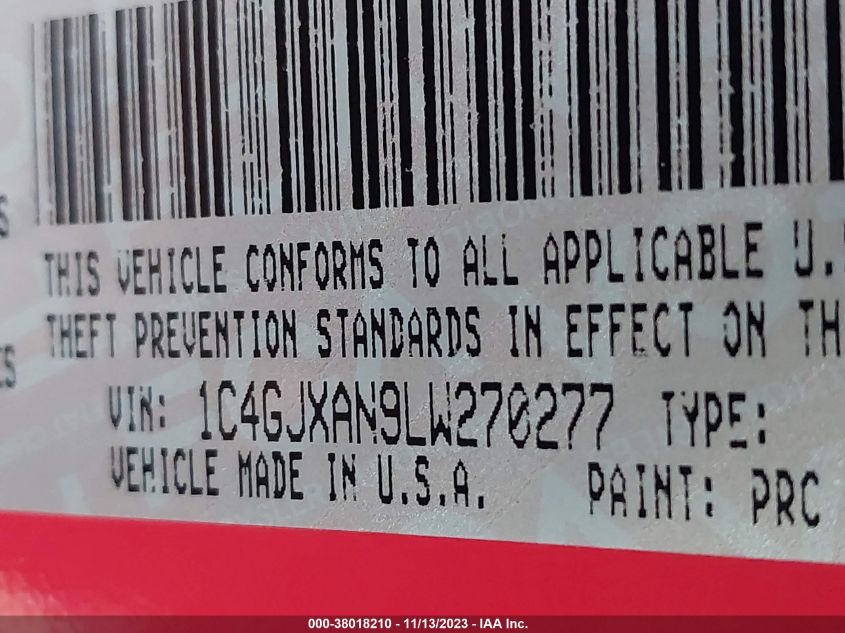 THIS VEHICLE CONFORMS TO ALL APPLICABLE U.
THEFT PREVENTION STANDARDS IN EFFECT ON TH
VIN: 1C4GJXAN9LW270277 TYPE:
VEHICLE MADE IN U.S.A. PAINT: PRC
000-38018210 - 11/13/2023 - IAA Inc.